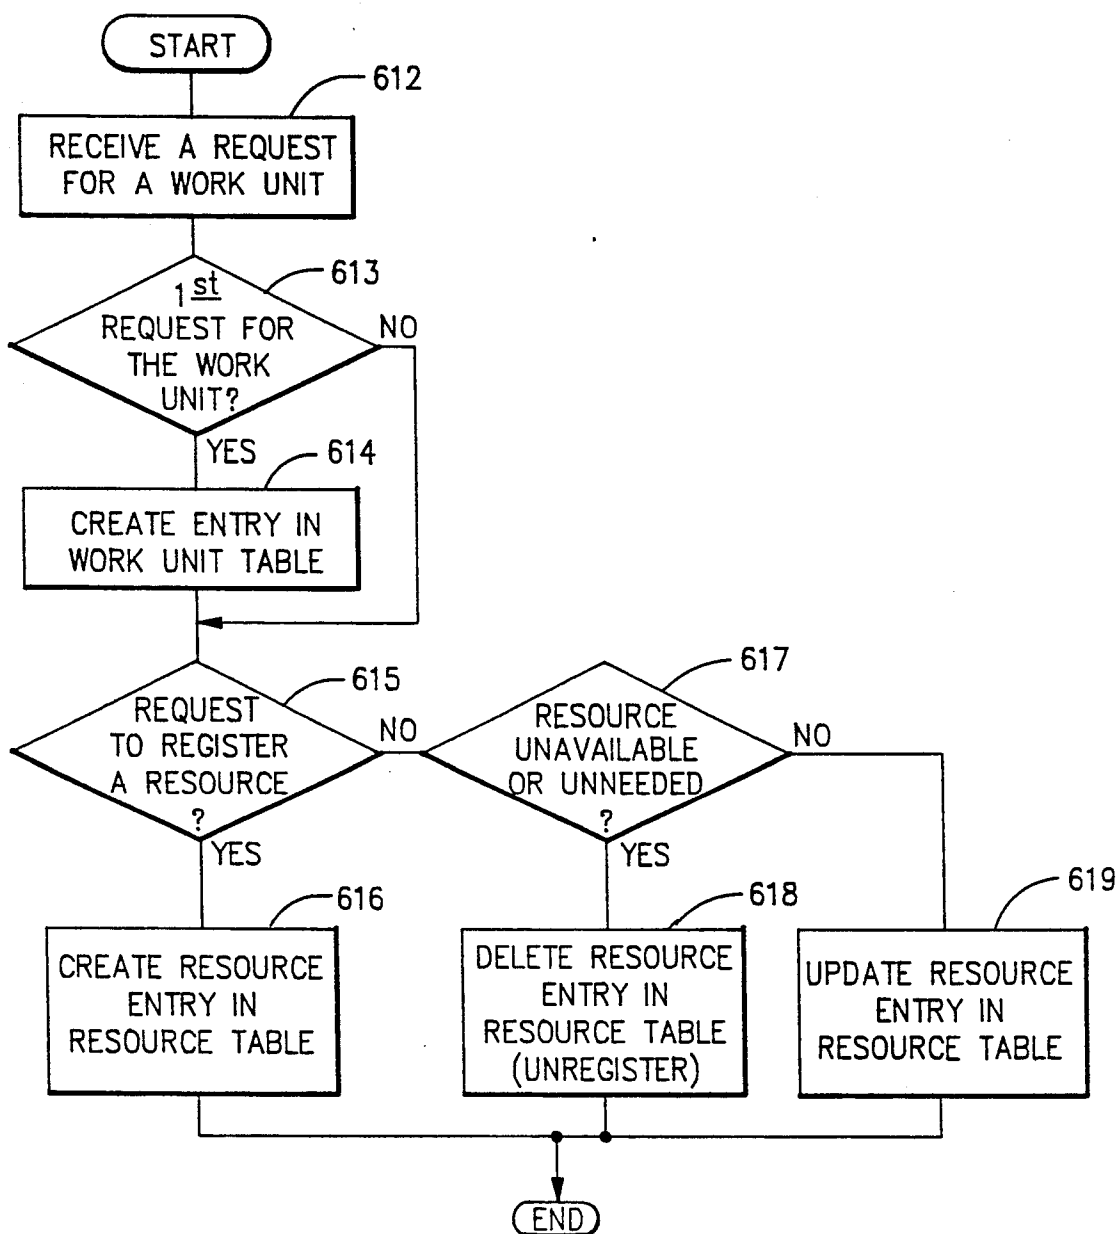 START
612
RECEIVE A REQUEST
FOR A WORK UNIT
613
1st
REQUEST FOR
THE WORK
UNIT?
NO
YES
614
CREATE ENTRY IN
WORK UNIT TABLE
615
REQUEST
TO REGISTER
A RESOURCE
?
NO
YES
617
RESOURCE
UNAVAILABLE
OR UNNEEDED
?
NO
YES
616
CREATE RESOURCE
ENTRY IN
RESOURCE TABLE
618
DELETE RESOURCE
ENTRY IN
RESOURCE TABLE
(UNREGISTER)
619
UPDATE RESOURCE
ENTRY IN
RESOURCE TABLE
END